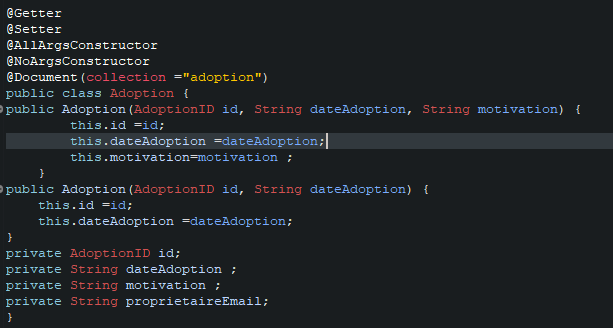 @Getter
@Setter
@AllArgsConstructor
@NoArgsConstructor
@Document(collection ="adoption")
public class Adoption {
public Adoption(AdoptionID id, String dateAdoption, String motivation) {
        this.id =id;
        this.dateAdoption =dateAdoption;
        this.motivation=motivation ;
    }
public Adoption(AdoptionID id, String dateAdoption) {
    this.id =id;
    this.dateAdoption =dateAdoption;
}
private AdoptionID id;
private String dateAdoption ;
private String motivation ;
private String proprietaireEmail;
}